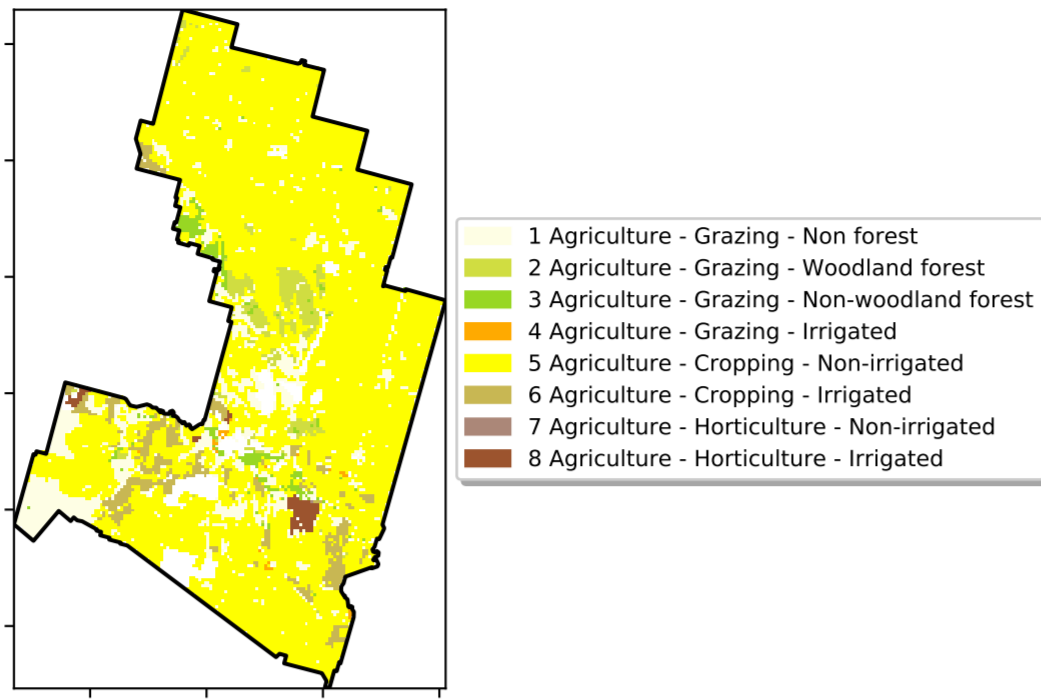 1 Agriculture - Grazing - Non forest
2 Agriculture - Grazing - Woodland forest
3 Agriculture - Grazing - Non-woodland forest
4 Agriculture - Grazing - Irrigated
5 Agriculture - Cropping - Non-irrigated
6 Agriculture - Cropping - Irrigated
7 Agriculture - Horticulture - Non-irrigated
8 Agriculture - Horticulture - Irrigated